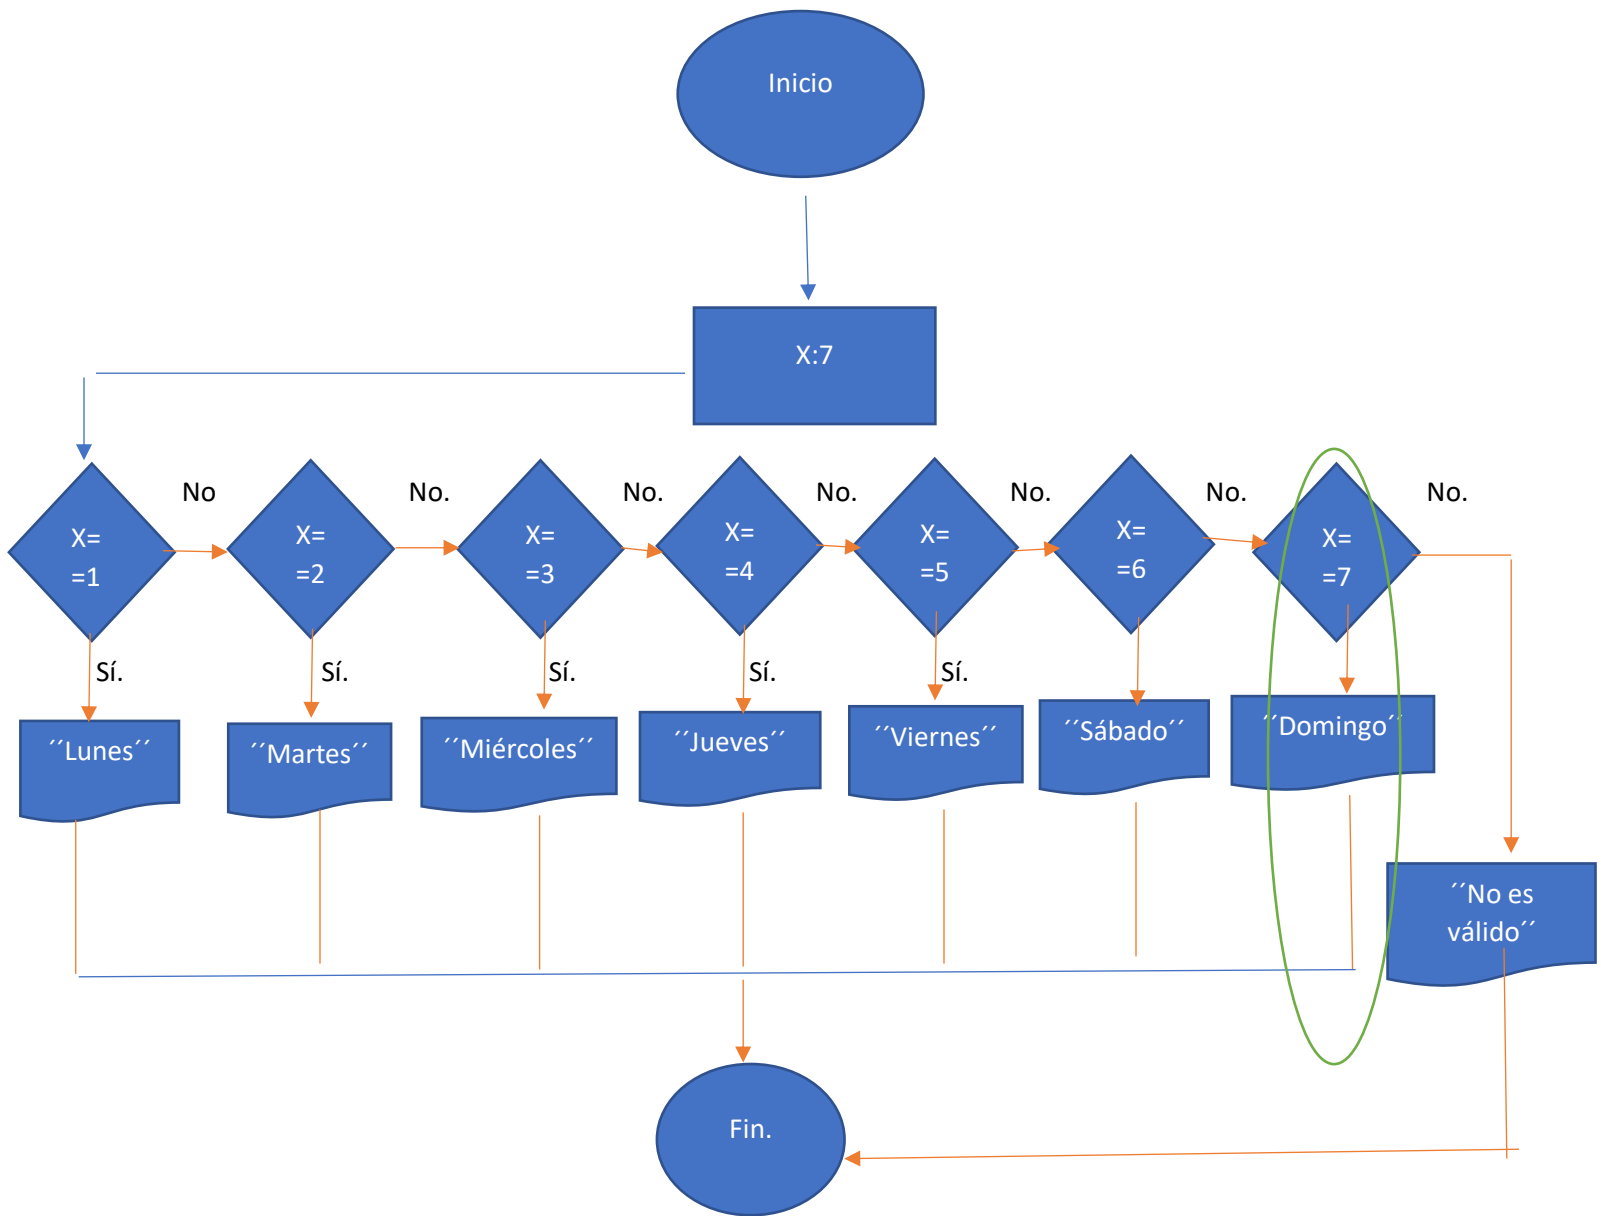 Inicio
X:7
No
No.
No.
No.
No.
No.
No.
X=
=1
X=
=2
X=
=3
X=
=4
X=
=5
X=
=6
X=
=7
Sí.
Sí.
Sí.
Sí.
Sí.
´´Lunes´´
´´Martes´´
´´Miércoles´´
´´Jueves´´
´´Viernes´´
´´Sábado´´
´´Domingo´´
´´No es
válido´´
Fin.